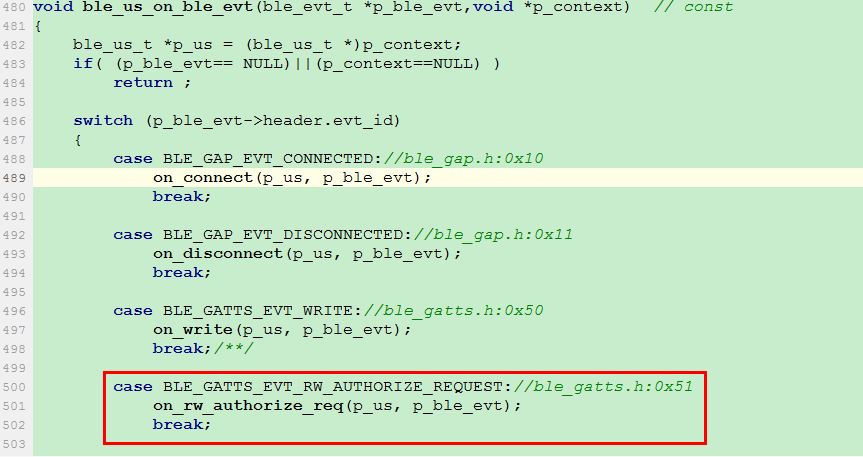 480 void ble_us_on_ble_evt(ble_evt_t *p_ble_evt,void *p_context)  // const
481 {
482     ble_us_t *p_us = (ble_us_t *)p_context;
483     if( (p_ble_evt== NULL)||(p_context==NULL) )
484         return ;
485
486     switch (p_ble_evt->header.evt_id)
487     {
488         case BLE_GAP_EVT_CONNECTED://ble_gap.h:0x10
489             on_connect(p_us, p_ble_evt);
490             break;
491
492         case BLE_GAP_EVT_DISCONNECTED://ble_gap.h:0x11
493             on_disconnect(p_us, p_ble_evt);
494             break;
495
496         case BLE_GATTS_EVT_WRITE://ble_gatts.h:0x50
497             on_write(p_us, p_ble_evt);
498             break;/**/
499
500         case BLE_GATTS_EVT_RW_AUTHORIZE_REQUEST://ble_gatts.h:0x51
501             on_rw_authorize_req(p_us, p_ble_evt);
502             break;
503